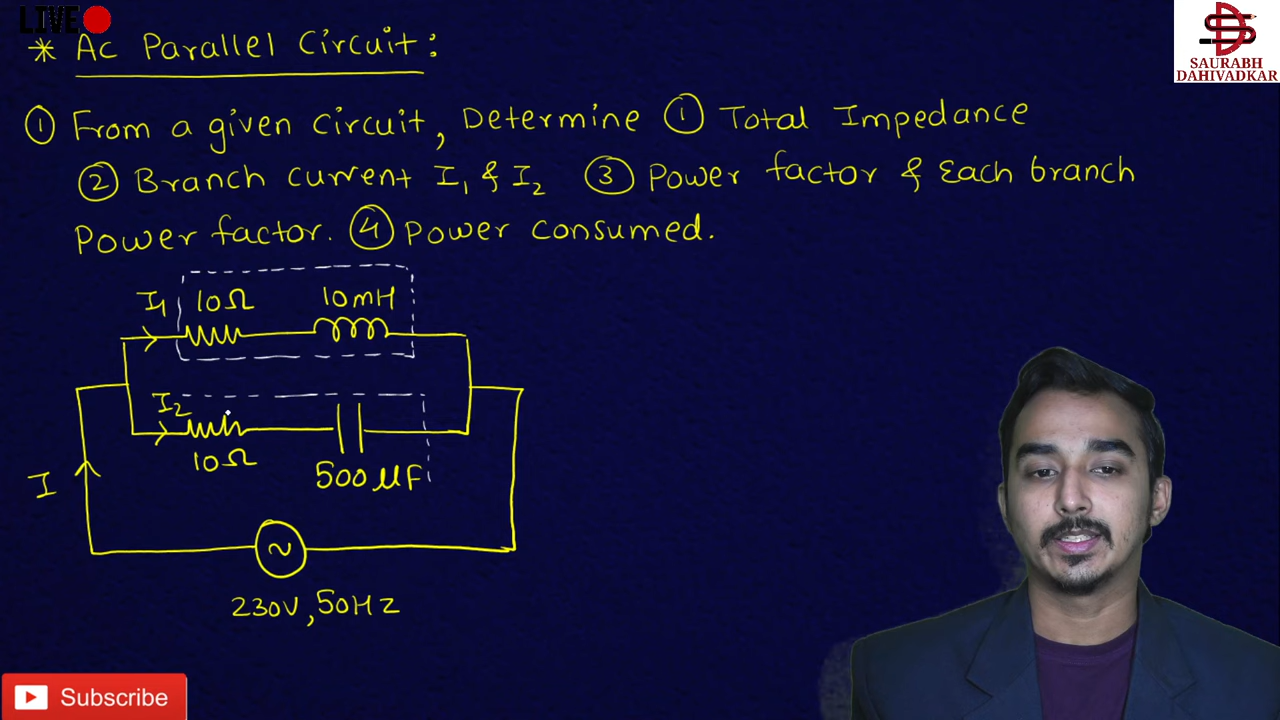 LIVE
* Ac Parallel Circuit:
SAURABH
DAHIVADKAR
① From a given circuit, Determine ① Total Impedance
② Branch current I₁ & I₂ ③ Power factor & Each branch
Power factor. ④ Power consumed.
I₁ 10Ω 10mH
I₂
10Ω 500μF
I
230V, 50Hz
Subscribe